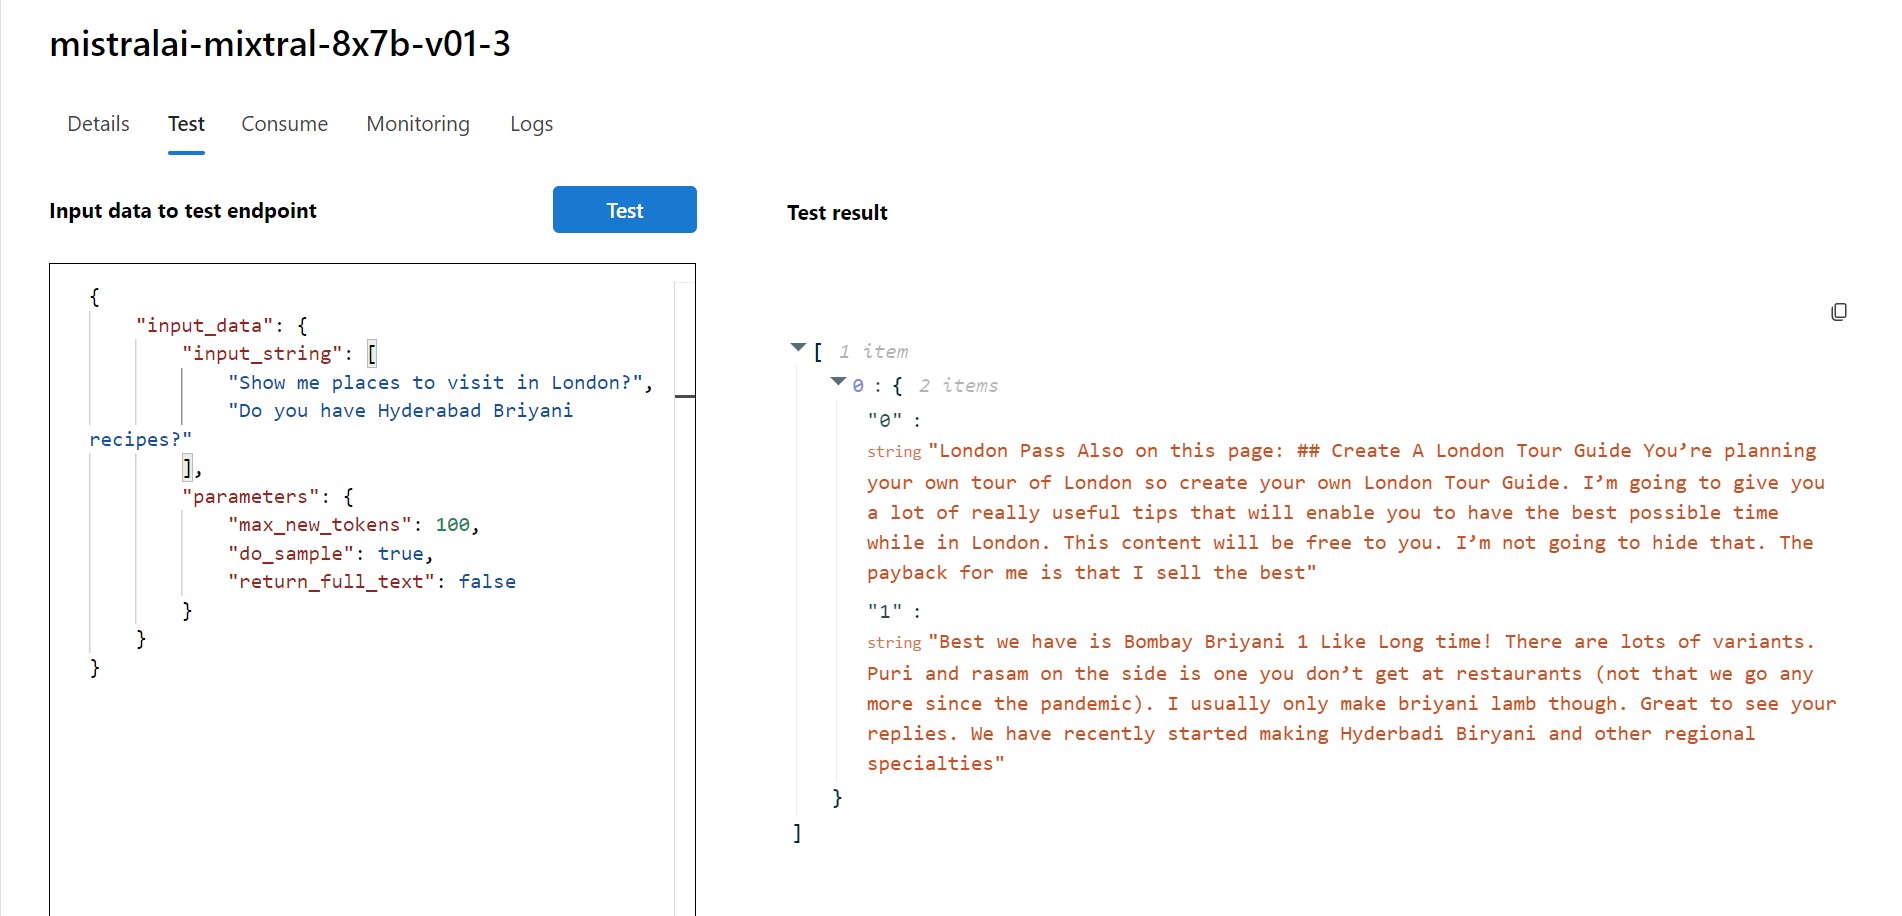 mistralai-mixtral-8x7b-v01-3
Details Test Consume Monitoring Logs
Input data to test endpoint
Test
{
"input_data": {
"input_string": [
"Show me places to visit in London?",
"Do you have Hyderabad Briyani
recipes?"
],
"parameters": {
"max_new_tokens": 100,
"do_sample": true,
"return_full_text": false
}
}
}
Test result
[ 1 item
0 : { 2 items
"0" :
string "London Pass Also on this page: ## Create A London Tour Guide You’re planning
your own tour of London so create your own London Tour Guide. I’m going to give you
a lot of really useful tips that will enable you to have the best possible time
while in London. This content will be free to you. I’m not going to hide that. The
payback for me is that I sell the best"
"1" :
string "Best we have is Bombay Briyani 1 Like Long time! There are lots of variants.
Puri and rasam on the side is one you don’t get at restaurants (not that we go any
more since the pandemic). I usually only make briyani lamb though. Great to see your
replies. We have recently started making Hyderbadi Biryani and other regional
specialties"
}
]